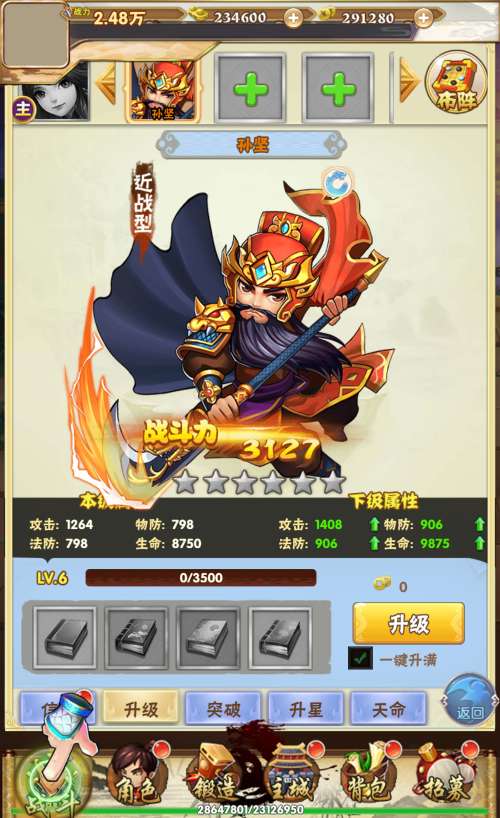 战力 2.48万 234600 291280
主 孙坚 布阵
孙坚
近战型
战斗力 3127
本级属 下级属性
攻击: 1264 物防: 798 攻击: 1408 物防: 906
法防: 798 生命: 8750 法防: 906 生命: 9875
LV.6 0/3500 0
升级
一键升满
升级 突破 升星 天命 返回
战斗 角色 锻造 主城 背包 招募
28647801/23126950